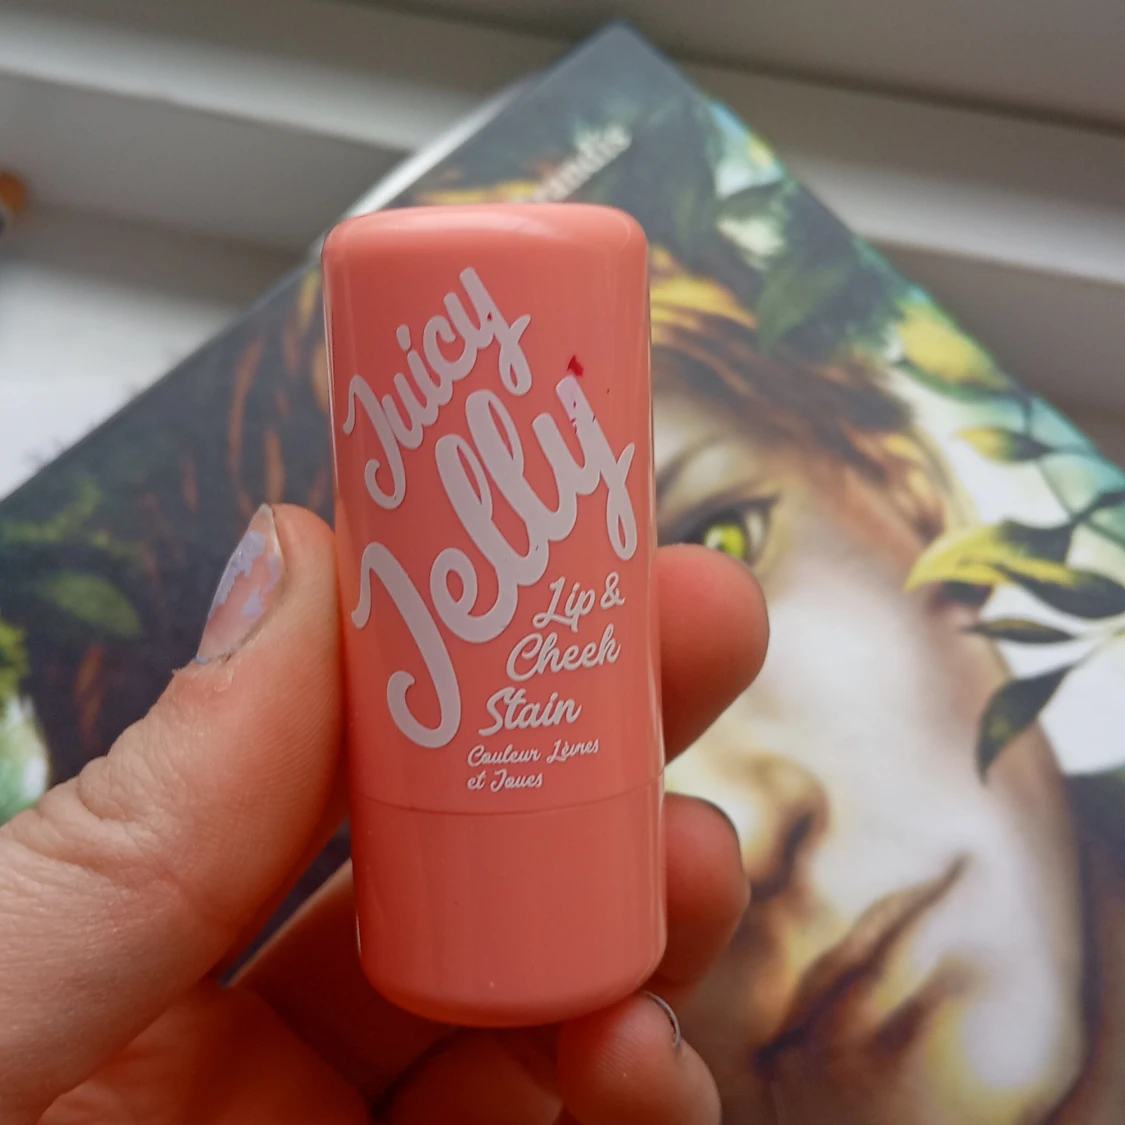 Juicy
Jelly
Lip &
Cheek
Stain
Couleur Lèvres
et Joues